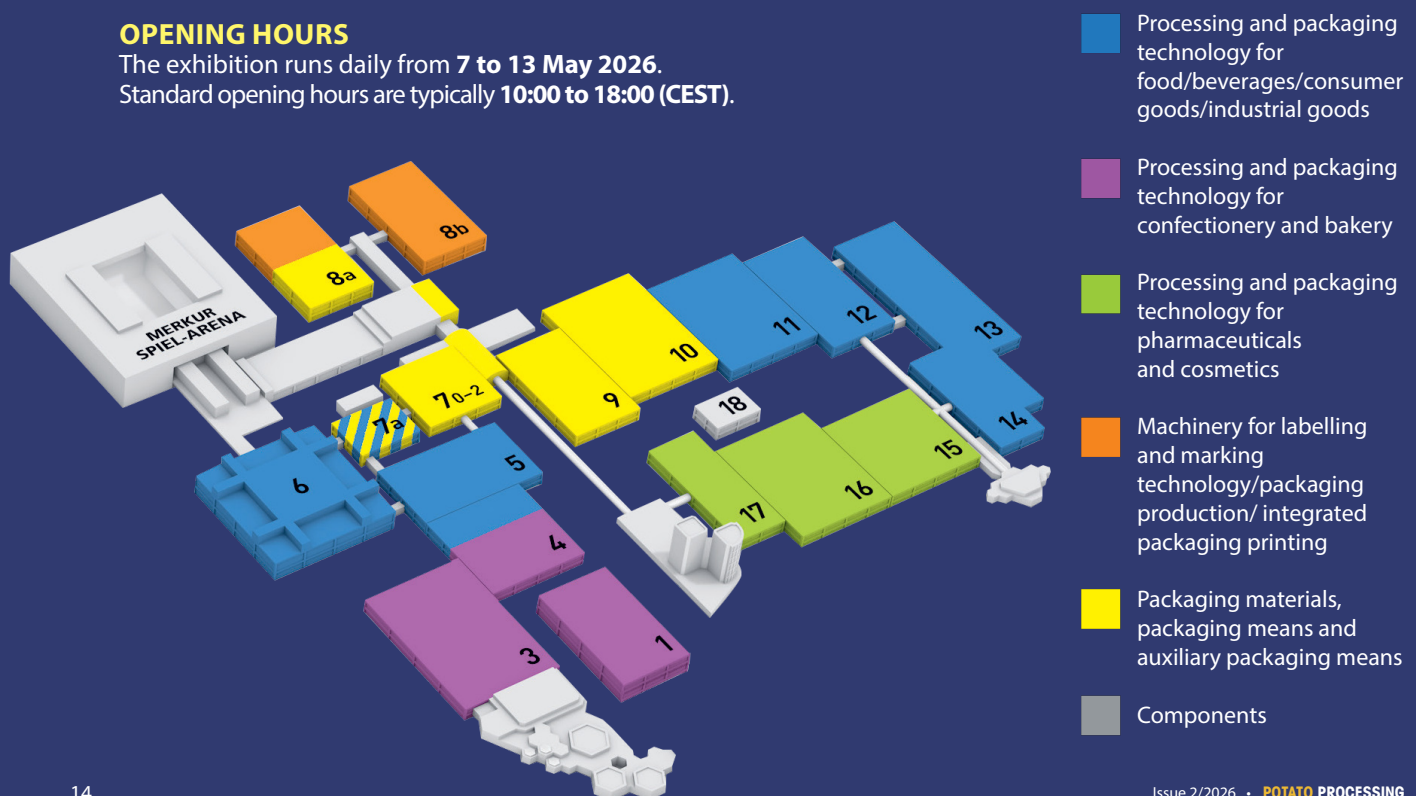 OPENING HOURS
The exhibition runs daily from 7 to 13 May 2026.
Standard opening hours are typically 10:00 to 18:00 (CEST).
Processing and packaging
technology for
food/beverages/consumer
goods/industrial goods
Processing and packaging
technology for
confectionery and bakery
Processing and packaging
technology for
pharmaceuticals
and cosmetics
Machinery for labelling
and marking
technology/packaging
production/ integrated
packaging printing
Packaging materials,
packaging means and
auxiliary packaging means
Components
MERKUR
SPIEL-ARENA
8b
8a
7 0–2
7a
6
5
4
3
1
9
10
11
12
13
14
15
16
17
18
14
Issue 2/2026 • POTATO PROCESSING